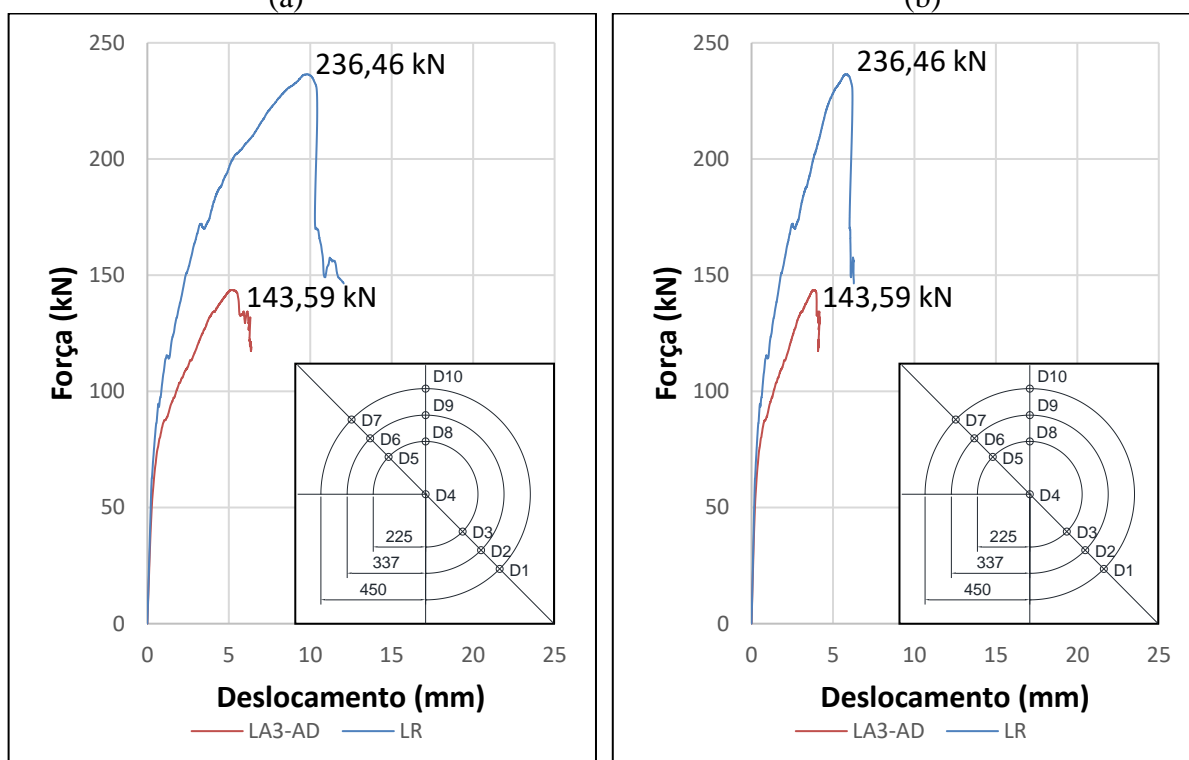 (a)
(b)
250
200
150
100
50
0
Força (kN)
236,46 kN
143,59 kN
D10
D9
D8
D7
D6
D5
D4
D3
D2
D1
225
337
450
0 5 10 15 20 25
Deslocamento (mm)
LA3-AD LR
250
200
150
100
50
0
Força (kN)
236,46 kN
143,59 kN
D10
D9
D8
D7
D6
D5
D4
D3
D2
D1
225
337
450
0 5 10 15 20 25
Deslocamento (mm)
LA3-AD LR